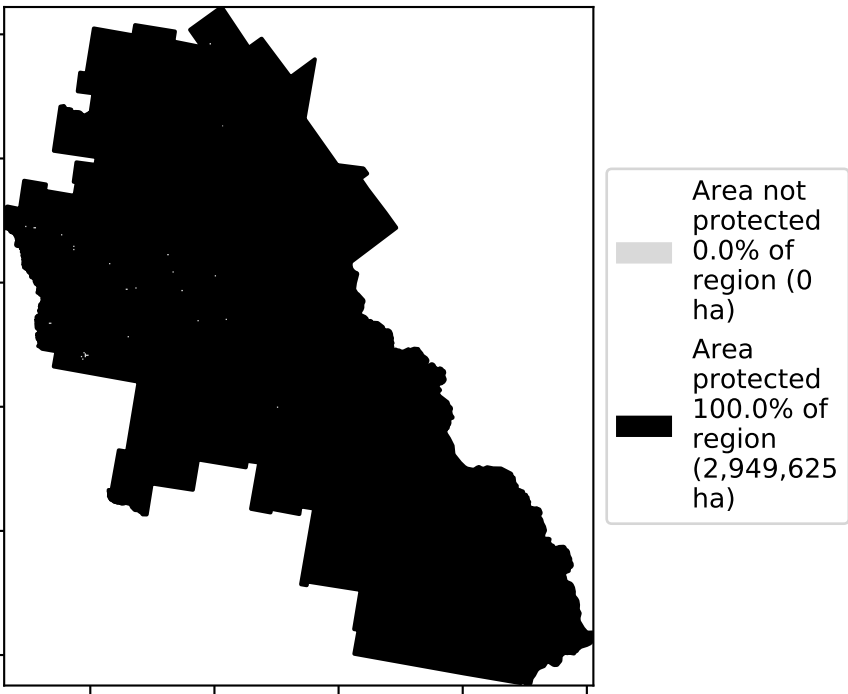 Area not
protected
0.0% of
region (0
ha)
Area
protected
100.0% of
region
(2,949,625
ha)